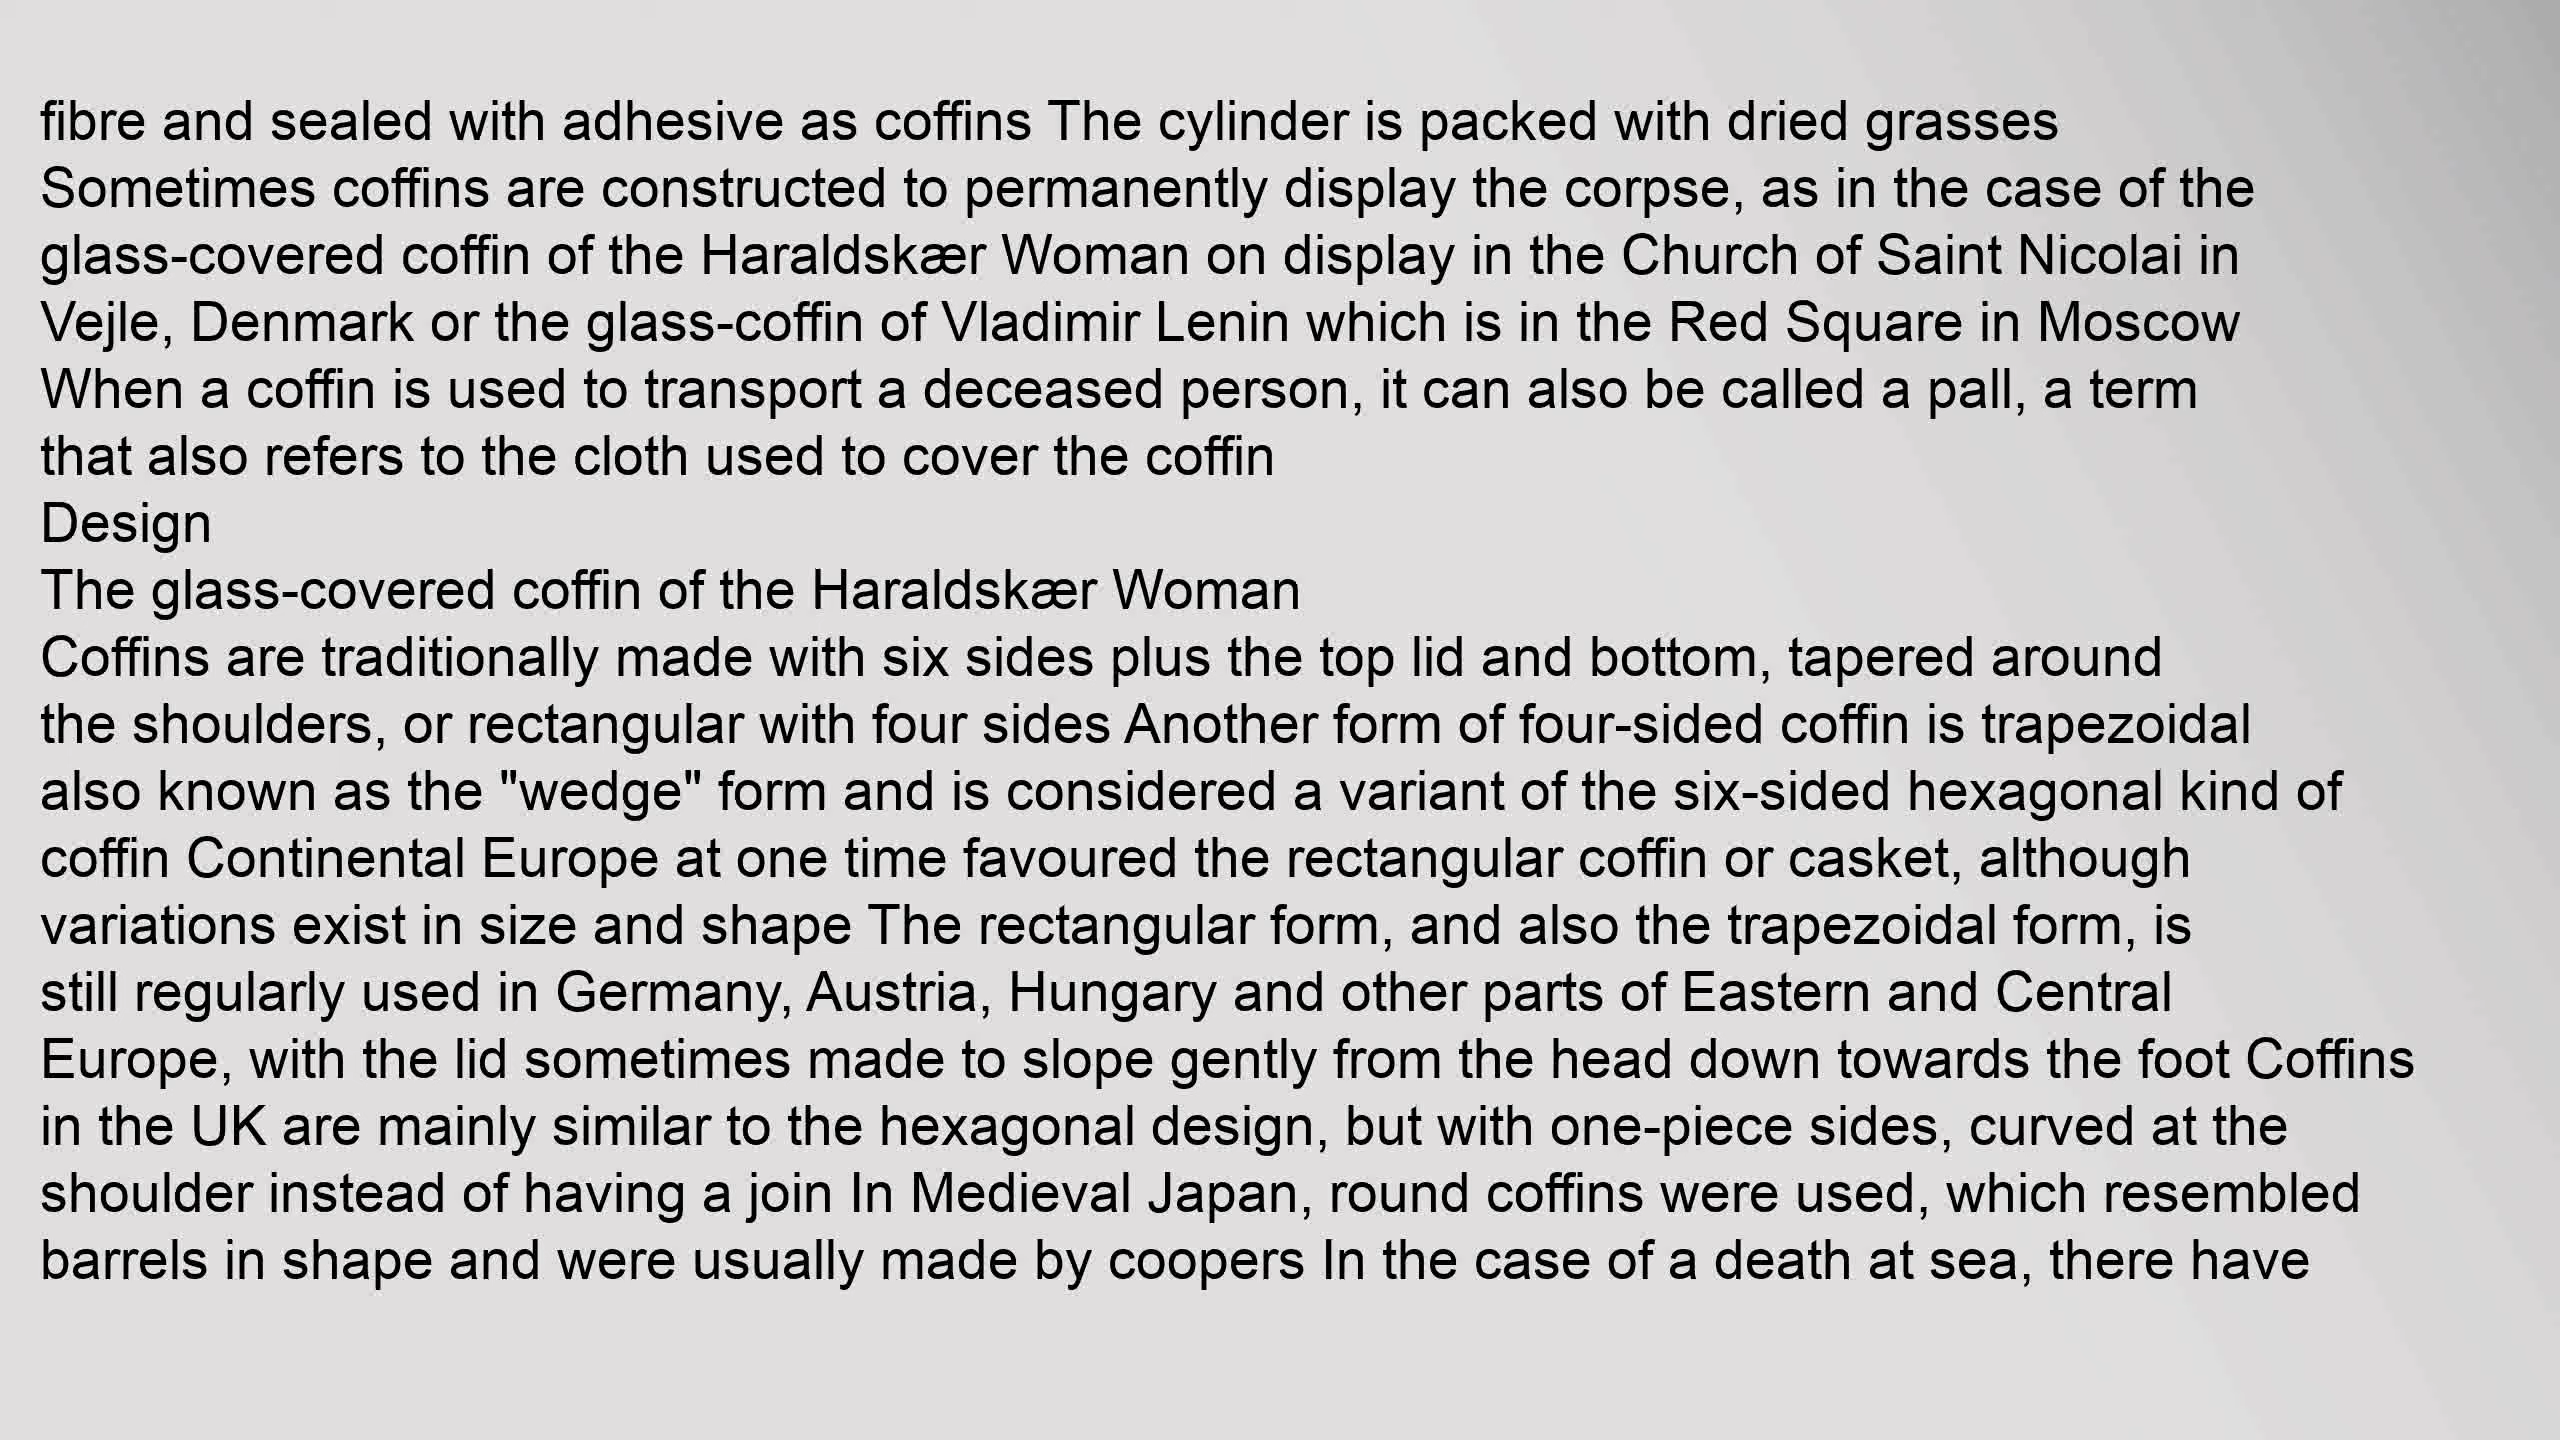 fibre and sealed with adhesive as coffins The cylinder is packed with dried grasses
Sometimes coffins are constructed to permanently display the corpse, as in the case of the
glass-covered coffin of the Haraldskær Woman on display in the Church of Saint Nicolai in
Vejle, Denmark or the glass-coffin of Vladimir Lenin which is in the Red Square in Moscow
When a coffin is used to transport a deceased person, it can also be called a pall, a term
that also refers to the cloth used to cover the coffin
Design
The glass-covered coffin of the Haraldskær Woman
Coffins are traditionally made with six sides plus the top lid and bottom, tapered around
the shoulders, or rectangular with four sides Another form of four-sided coffin is trapezoidal
also known as the "wedge" form and is considered a variant of the six-sided hexagonal kind of
coffin Continental Europe at one time favoured the rectangular coffin or casket, although
variations exist in size and shape The rectangular form, and also the trapezoidal form, is
still regularly used in Germany, Austria, Hungary and other parts of Eastern and Central
Europe, with the lid sometimes made to slope gently from the head down towards the foot Coffins
in the UK are mainly similar to the hexagonal design, but with one-piece sides, curved at the
shoulder instead of having a join In Medieval Japan, round coffins were used, which resembled
barrels in shape and were usually made by coopers In the case of a death at sea, there have